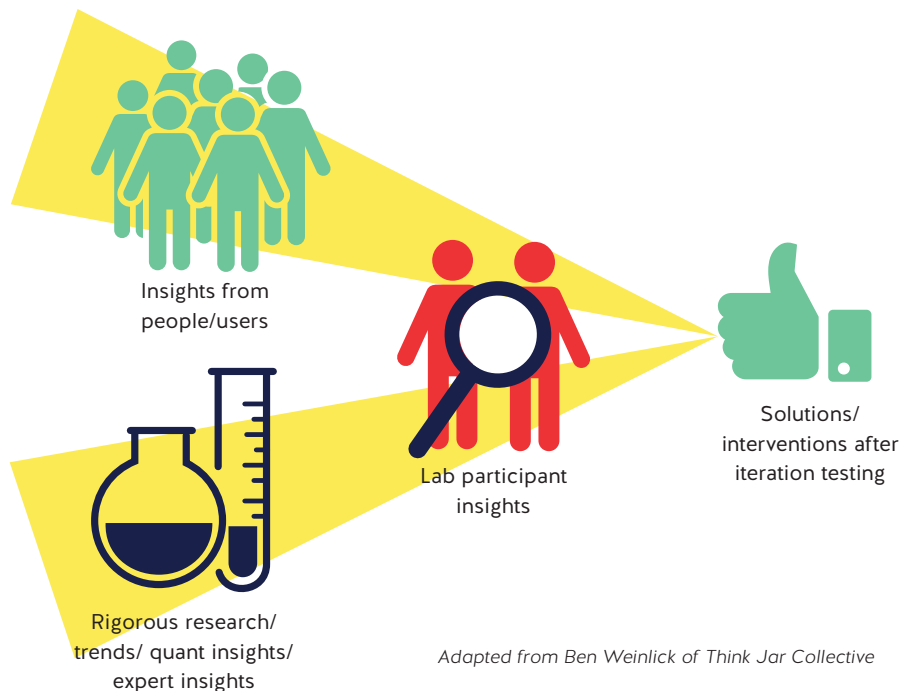 Insights from
people/users
Lab participant
insights
Solutions/
interventions after
iteration testing
Rigorous research/
trends/ quant insights/
expert insights
Adapted from Ben Weinlick of Think Jar Collective